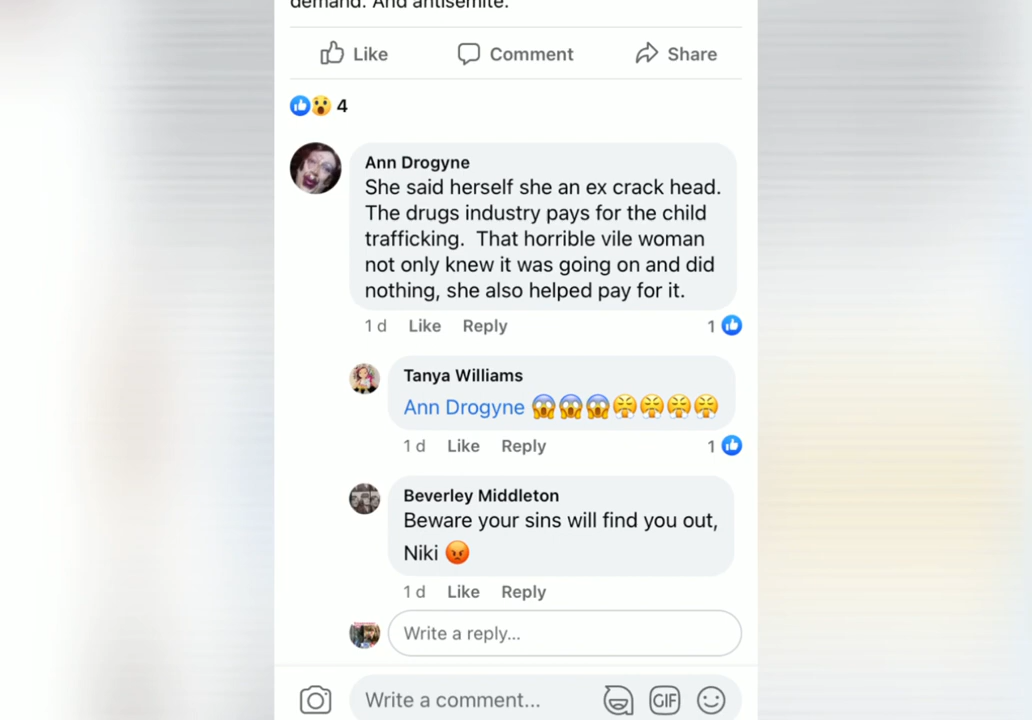 demand. And antisemite.
Like Comment Share
4
Ann Drogyne
She said herself she an ex crack head.
The drugs industry pays for the child
trafficking. That horrible vile woman
not only knew it was going on and did
nothing, she also helped pay for it.
1 d Like Reply 1
Tanya Williams
Ann Drogyne 😱😱😱😤😤😤😤
1 d Like Reply 1
Beverley Middleton
Beware your sins will find you out,
Niki 😡
1 d Like Reply
Write a reply...
Write a comment... GIF